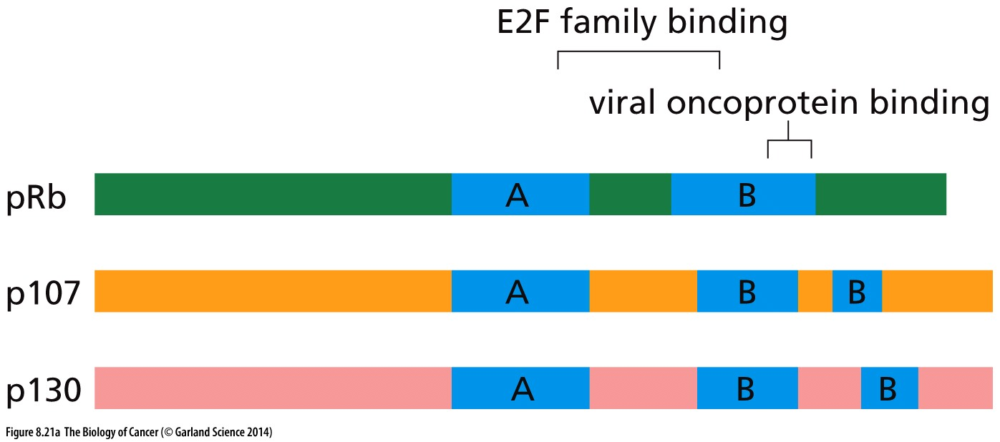 E2F family binding
viral oncoprotein binding
pRb A B
p107 A B B
p130 A B B
Figure 8.21a The Biology of Cancer (© Garland Science 2014)